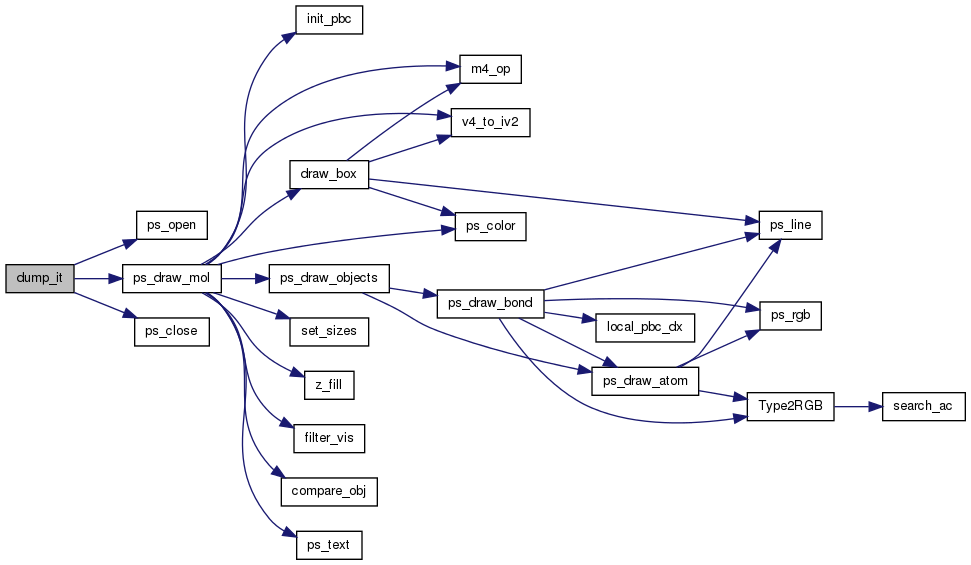 init_pbc
m4_op
v4_to_iv2
draw_box
ps_open
ps_color
ps_line
dump_it
ps_draw_mol
ps_draw_objects
ps_draw_bond
ps_rgb
ps_close
set_sizes
local_pbc_dx
z_fill
ps_draw_atom
Type2RGB
search_ac
filter_vis
compare_obj
ps_text